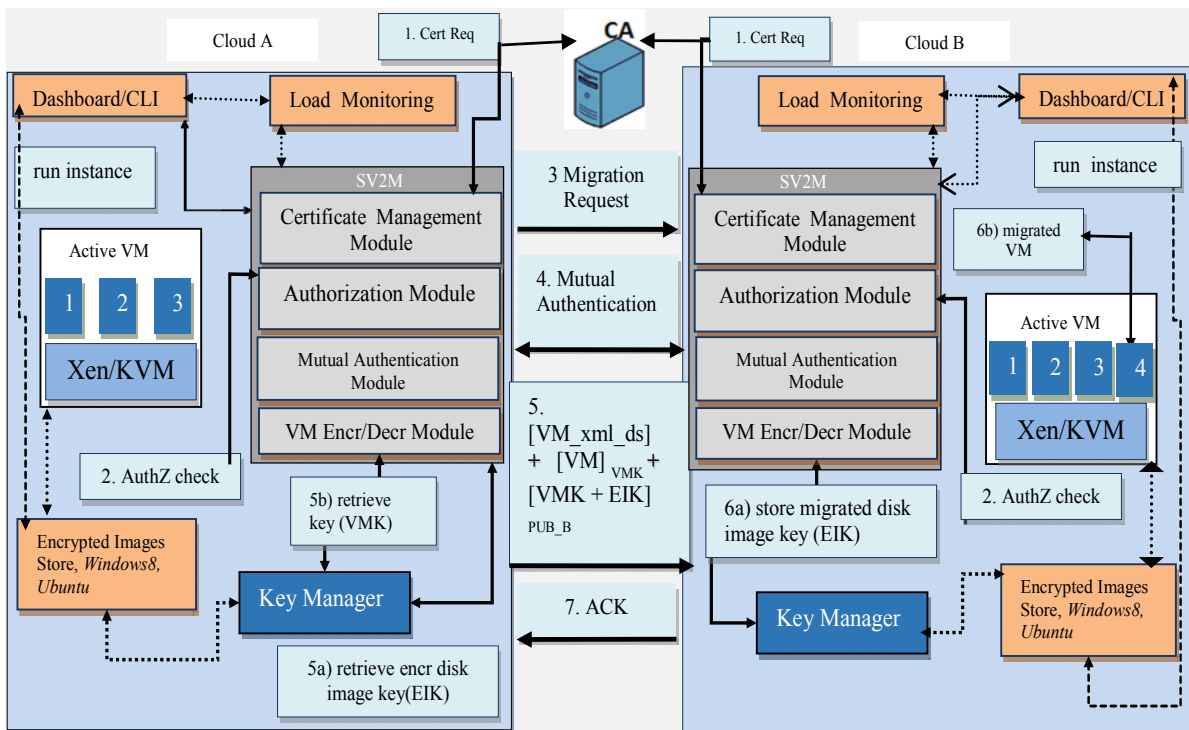 Cloud A
1. Cert Req
CA
1. Cert Req
Cloud B
Dashboard/CLI
Load Monitoring
run instance
SV2M
Certificate Management
Module
Authorization Module
Mutual Authentication
Module
VM Encr/Decr Module
Active VM
1
2
3
Xen/KVM
2. AuthZ check
5b) retrieve
key (VMK)
Encrypted Images
Store, Windows8,
Ubuntu
Key Manager
5a) retrieve encr disk
image key(EIK)
3 Migration
Request
4. Mutual
Authentication
5.
[VM_xml_ds]
+ [VM] VMK +
[VMK + EIK]
PUB_B
7. ACK
Load Monitoring
Dashboard/CLI
run instance
SV2M
Certificate Management
Module
Authorization Module
Mutual Authentication
Module
VM Encr/Decr Module
6b) migrated
VM
Active VM
1
2
3
4
Xen/KVM
2. AuthZ check
6a) store migrated disk
image key (EIK)
Key Manager
Encrypted Images
Store, Windows8,
Ubuntu